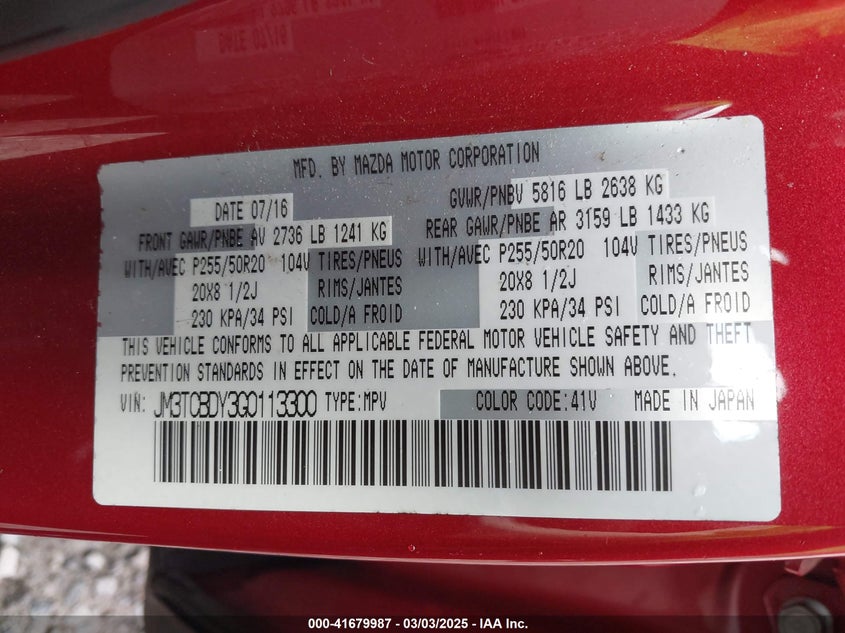 MFD. BY MAZDA MOTOR CORPORATION
DATE 07/16 GVWR/PNBV 5816 LB 2638 KG
FRONT GAWR/PNBE AV 2736 LB 1241 KG REAR GAWR/PNBE AR 3159 LB 1433 KG
WITH/AVEC P255/50R20 104V TIRES/PNEUS WITH/AVEC P255/50R20 104V TIRES/PNEUS
20X8 1/2J RIMS/JANTES 20X8 1/2J RIMS/JANTES
230 KPA/34 PSI COLD/A FROID 230 KPA/34 PSI COLD/A FROID
THIS VEHICLE CONFORMS TO ALL APPLICABLE FEDERAL MOTOR VEHICLE SAFETY AND THEFT
PREVENTION STANDARDS IN EFFECT ON THE DATE OF MANUFACTURE SHOWN ABOVE.
VIN: JM3TCBDY3G0113300 TYPE:MPV COLOR CODE:41V MADE IN JAPAN
000-41679987 - 03/03/2025 - IAA Inc.